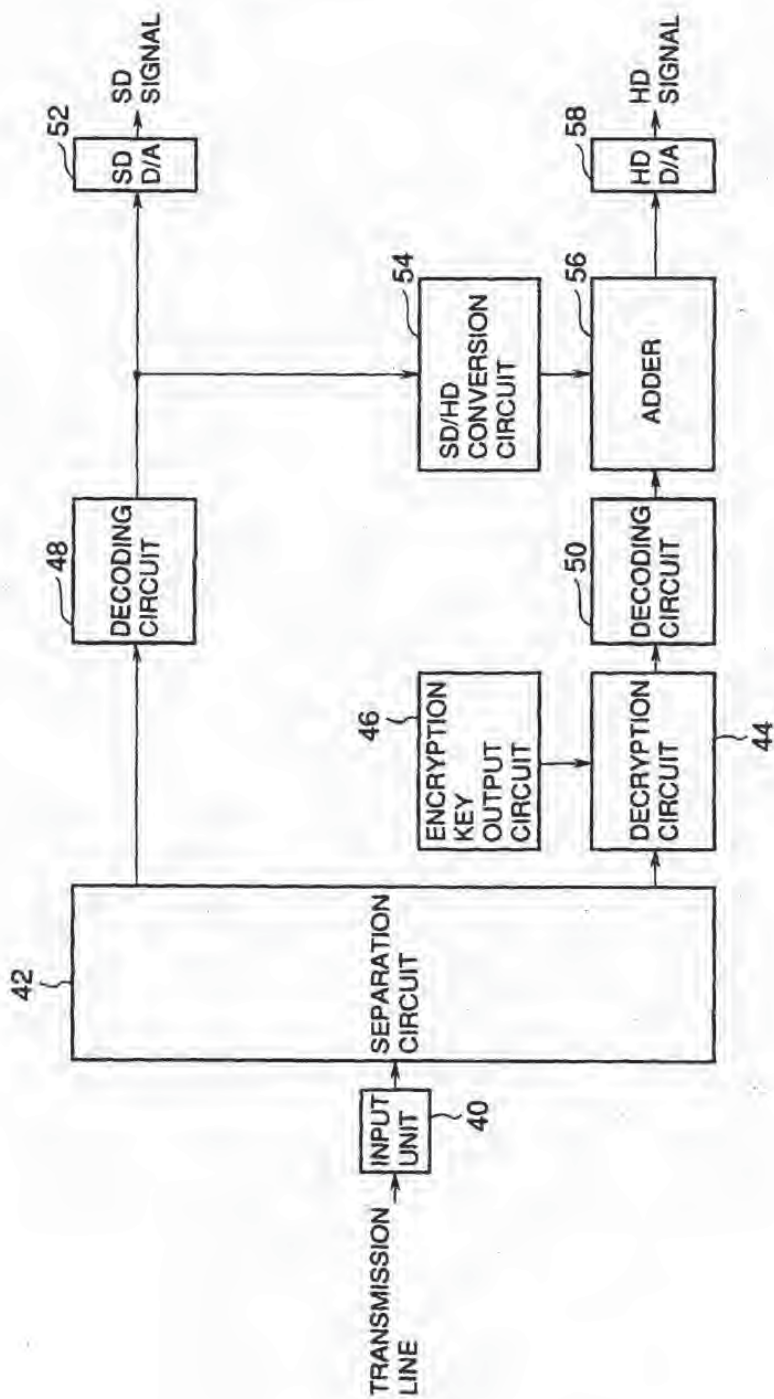 TRANSMISSION
LINE
INPUT
UNIT
40
42
SEPARATION
CIRCUIT
48
DECODING
CIRCUIT
52
SD
D/A
SD
SIGNAL
46
ENCRYPTION
KEY
OUTPUT
CIRCUIT
DECRYPTION
CIRCUIT
44
50
DECODING
CIRCUIT
54
SD/HD
CONVERSION
CIRCUIT
56
ADDER
58
HD
D/A
HD
SIGNAL